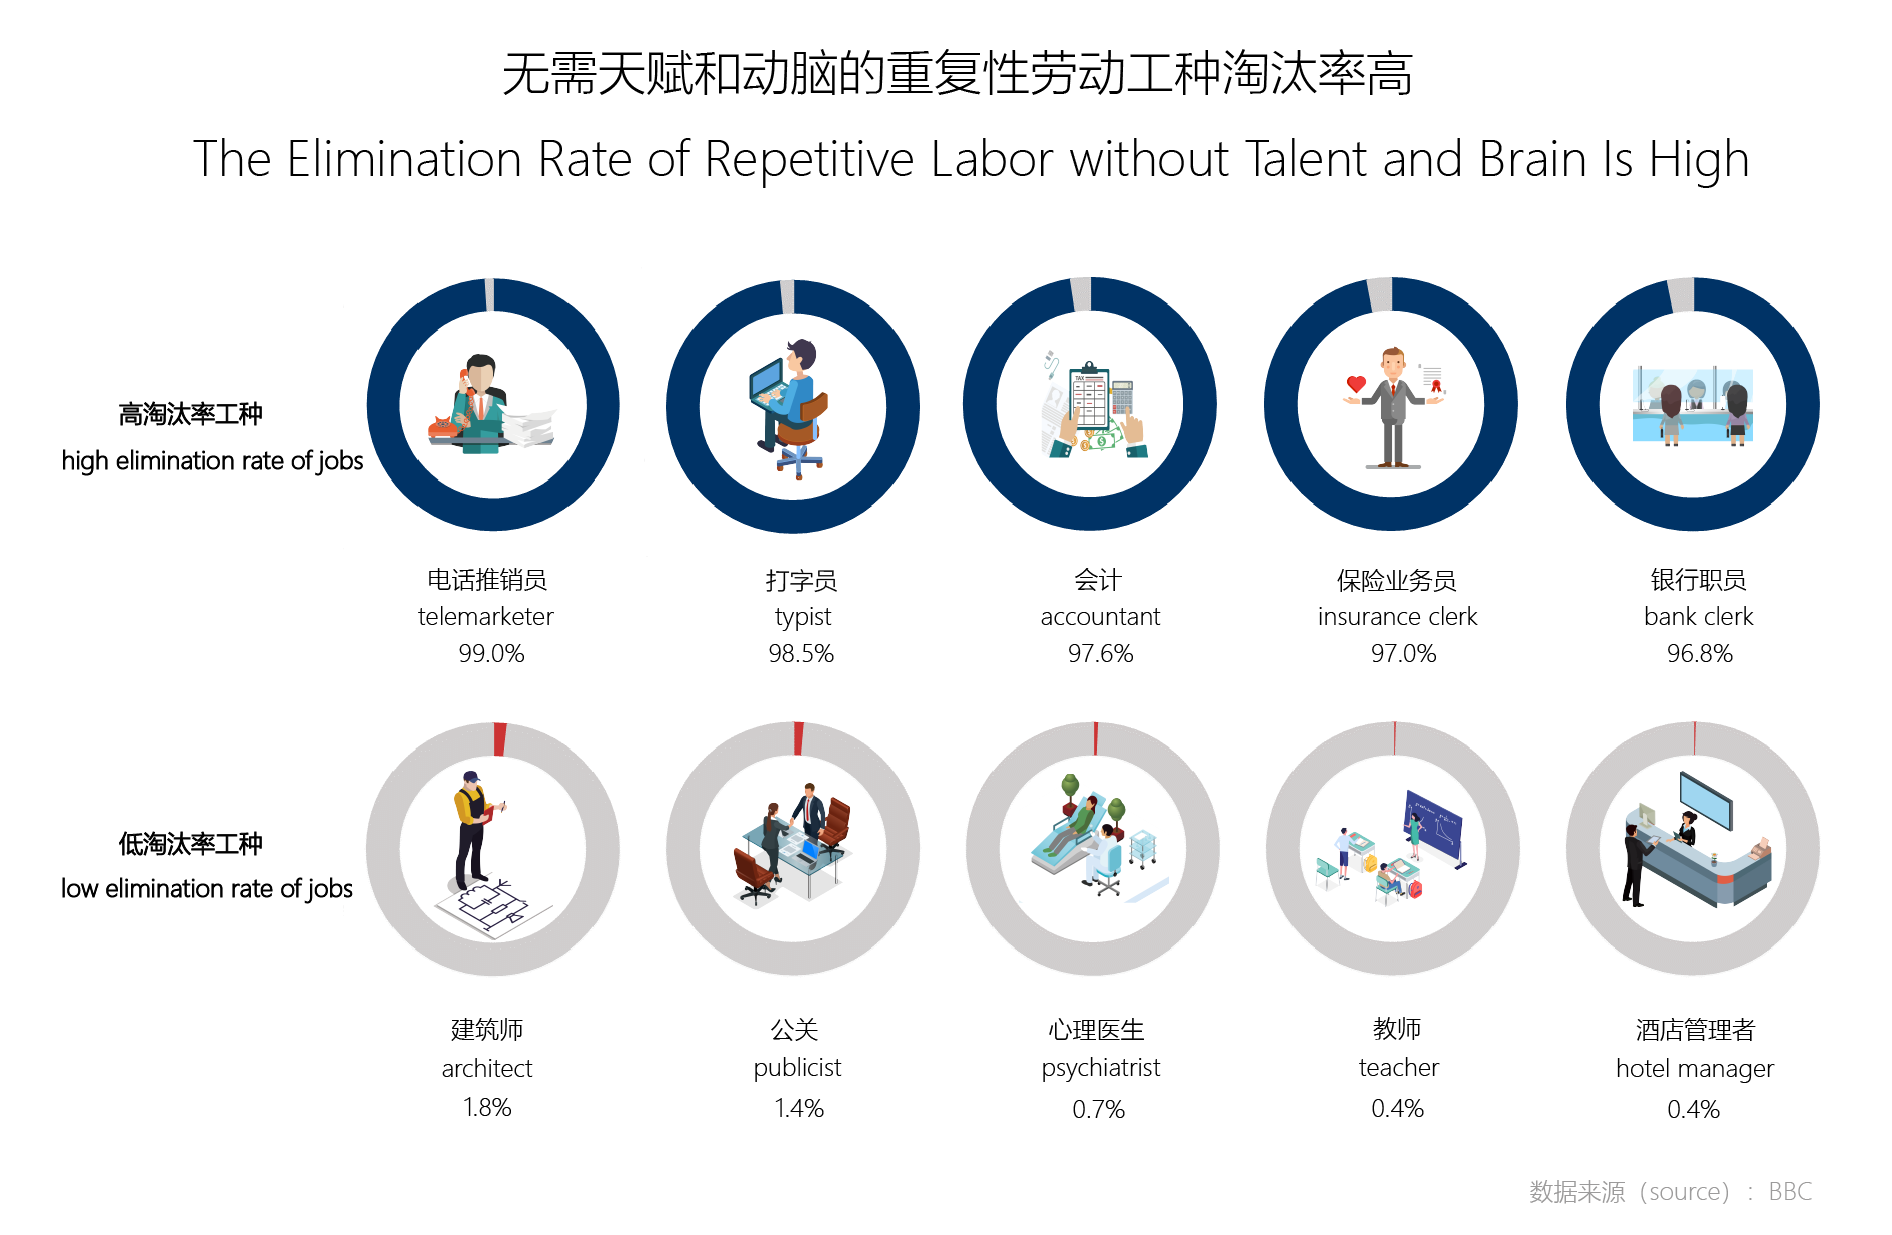 无需天赋和动脑的重复性劳动工种淘汰率高
The Elimination Rate of Repetitive Labor without Talent and Brain Is High
高淘汰率工种
high elimination rate of jobs
电话推销员
telemarketer
99.0%
打字员
typist
98.5%
会计
accountant
97.6%
保险业务员
insurance clerk
97.0%
银行职员
bank clerk
96.8%
低淘汰率工种
low elimination rate of jobs
建筑师
architect
1.8%
公关
publicist
1.4%
心理医生
psychiatrist
0.7%
教师
teacher
0.4%
酒店管理者
hotel manager
0.4%
数据来源（source）：BBC